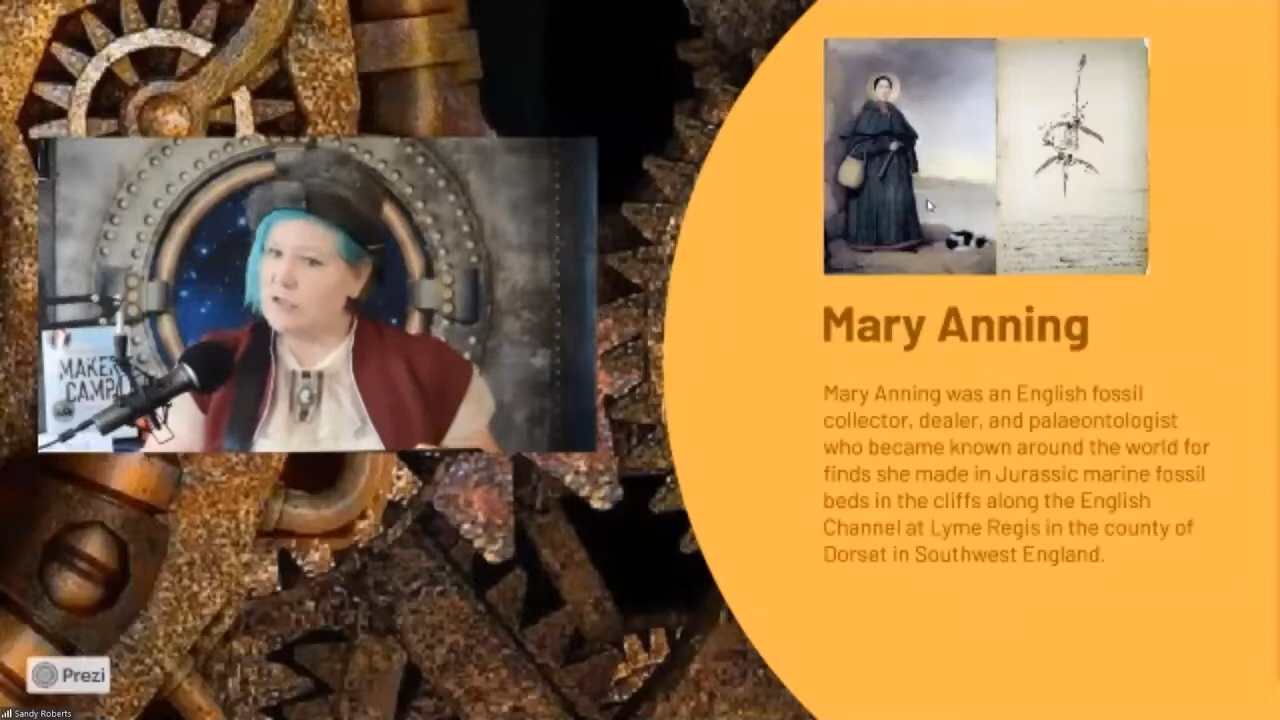 MAKER
CAMP
Mary Anning
Mary Anning was an English fossil
collector, dealer, and palaeontologist
who became known around the world for
finds she made in Jurassic marine fossil
beds in the cliffs along the English
Channel at Lyme Regis in the county of
Dorset in Southwest England.
Prezi
Sandy Roberts